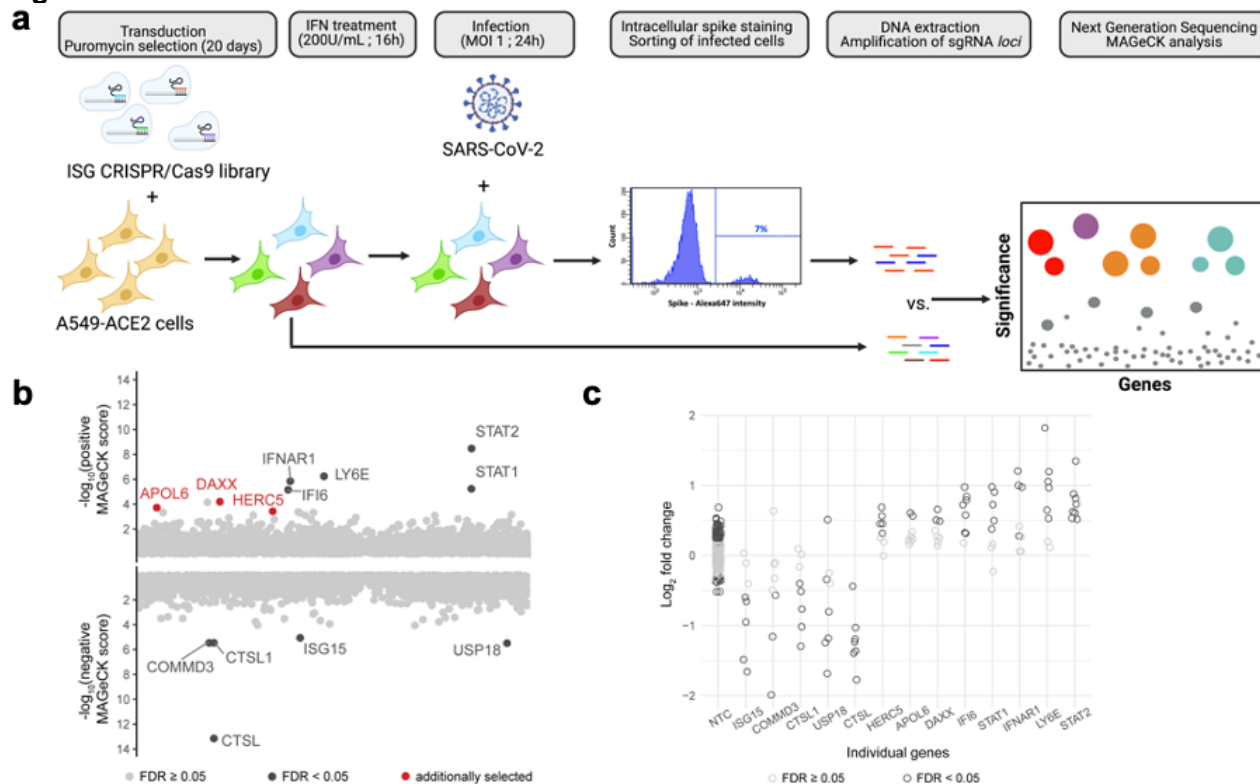 a
Transduction
Puromycin selection (20 days)
IFN treatment
(200U/mL ; 16h)
Infection
(MOI 1 ; 24h)
Intracellular spike staining
Sorting of infected cells
DNA extraction
Amplification of sgRNA loci
Next Generation Sequencing
MAGeCK analysis
ISG CRISPR/Cas9 library
+
A549-ACE2 cells
SARS-CoV-2
+
Count
7%
Spike - Alexa647 intensity
VS.
Significance
Genes
b
-log10(positive
MAGeCK score)
14
12
10
8
6
4
2
APOL6
DAXX
HERC5
IFNAR1
IFI6
LY6E
STAT2
STAT1
-log10(negative
MAGeCK score)
2
4
6
8
10
12
14
COMMD3
CTSL1
ISG15
USP18
CTSL
FDR ≥ 0.05
FDR < 0.05
additionally selected
c
Log2 fold change
2
1
0
−1
−2
NTC
ISG15
COMMD3
CTSL1
USP18
CTSL
HERC5
APOL6
DAXX
IFI6
STAT1
IFNAR1
LY6E
STAT2
Individual genes
FDR ≥ 0.05
FDR < 0.05